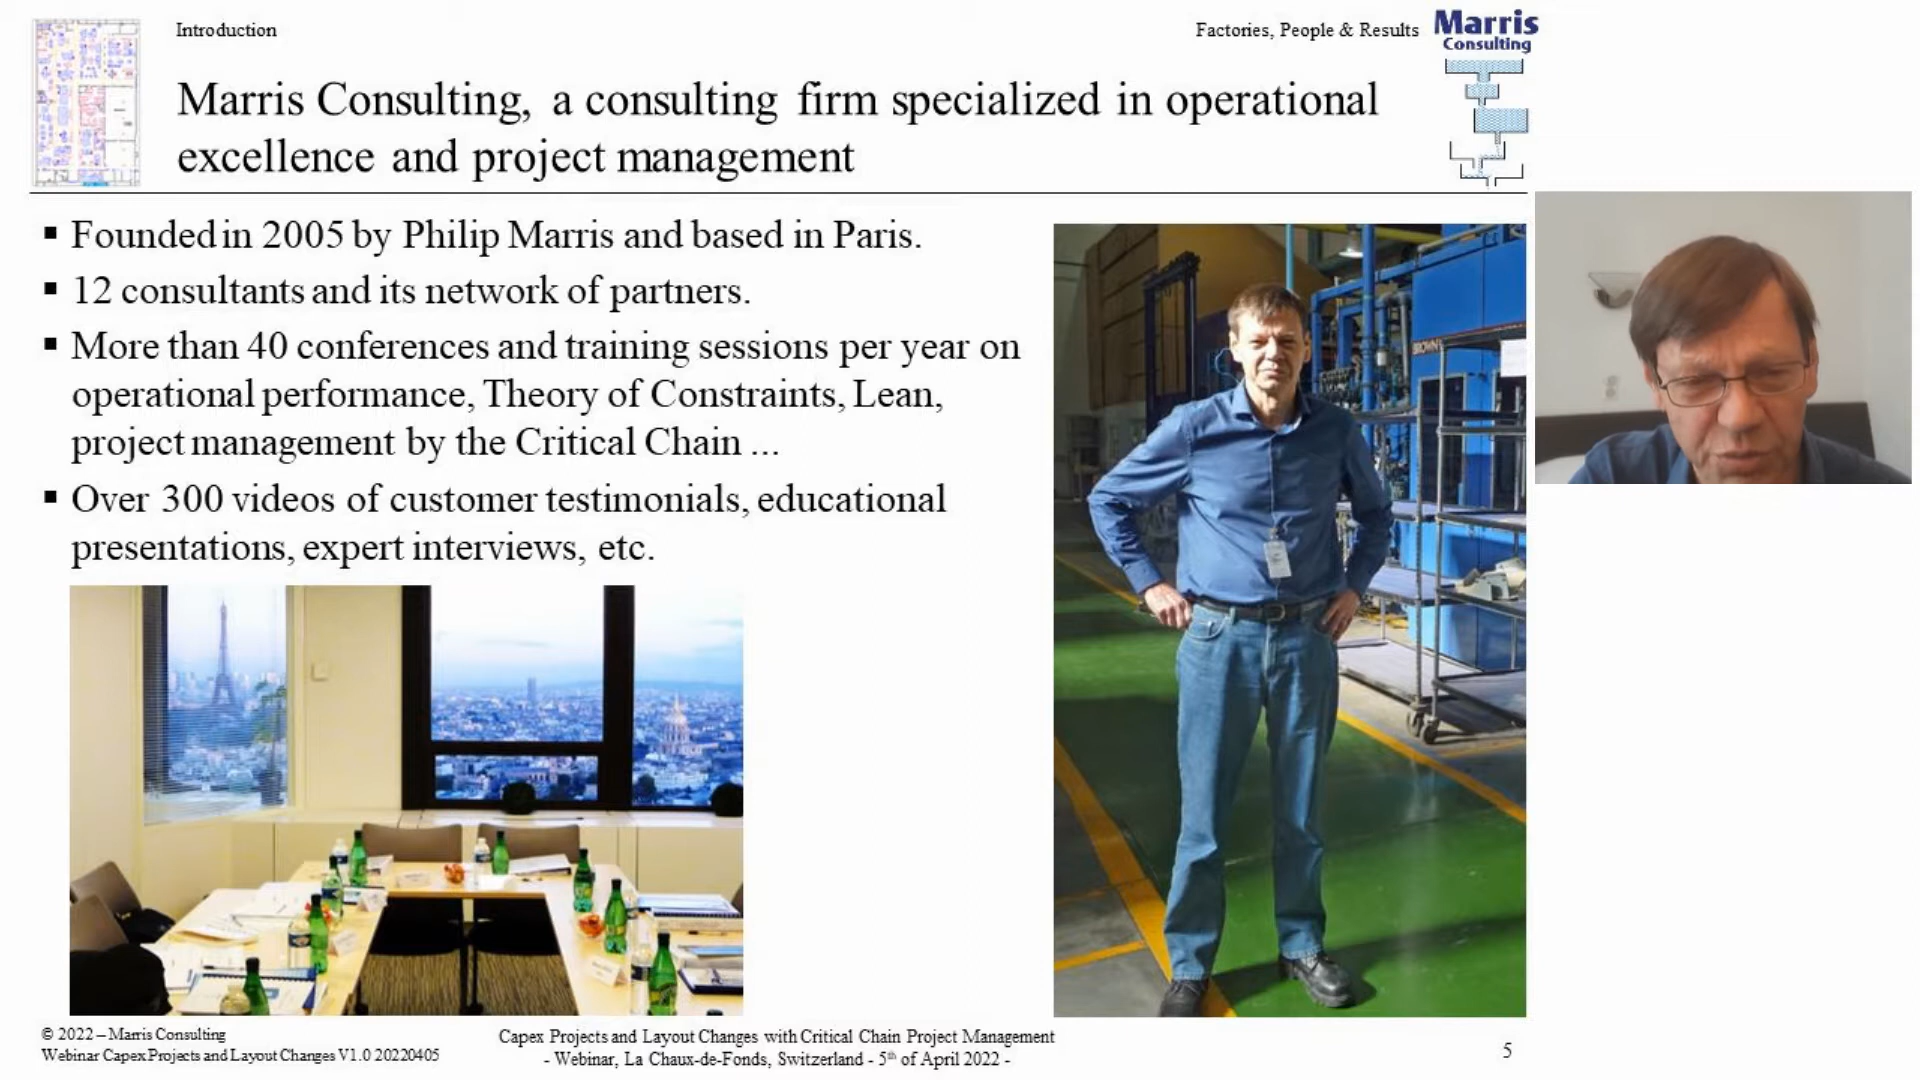 Introduction
Factories, People & Results
Marris
Consulting
Marris Consulting, a consulting firm specialized in operational
excellence and project management
▪ Founded in 2005 by Philip Marris and based in Paris.
▪ 12 consultants and its network of partners.
▪ More than 40 conferences and training sessions per year on
operational performance, Theory of Constraints, Lean,
project management by the Critical Chain ...
▪ Over 300 videos of customer testimonials, educational
presentations, expert interviews, etc.
BROWN
© 2022 – Marris Consulting
Webinar Capex Projects and Layout Changes V1.0 20220405
Capex Projects and Layout Changes with Critical Chain Project Management
- Webinar, La Chaux-de-Fonds, Switzerland - 5th of April 2022 -
5